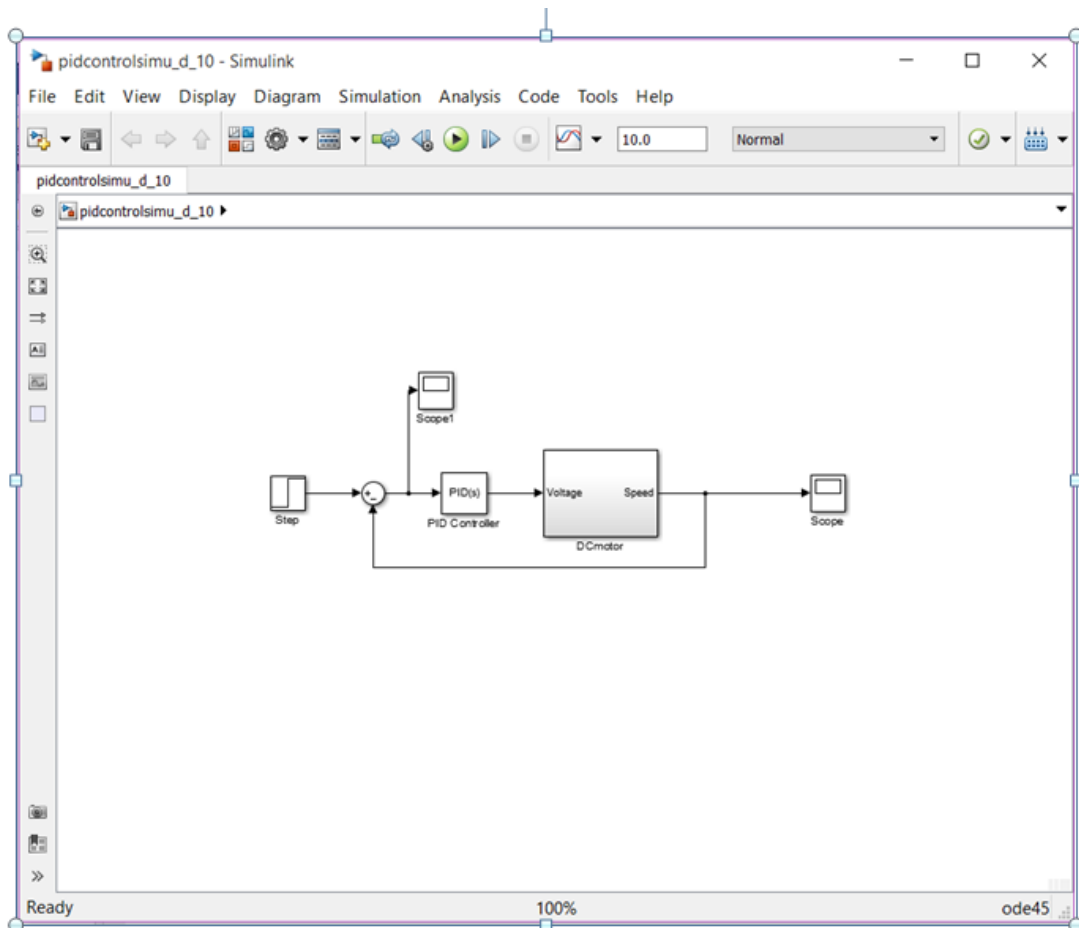 pidcontrolsimu_d_10 - Simulink
File Edit View Display Diagram Simulation Analysis Code Tools Help
10.0 Normal
pidcontrolsimu_d_10
pidcontrolsimu_d_10
Scope1
Step
+
-
PID(s)
PID Controller
Voltage Speed
DCmotor
Scope
Ready 100% ode45